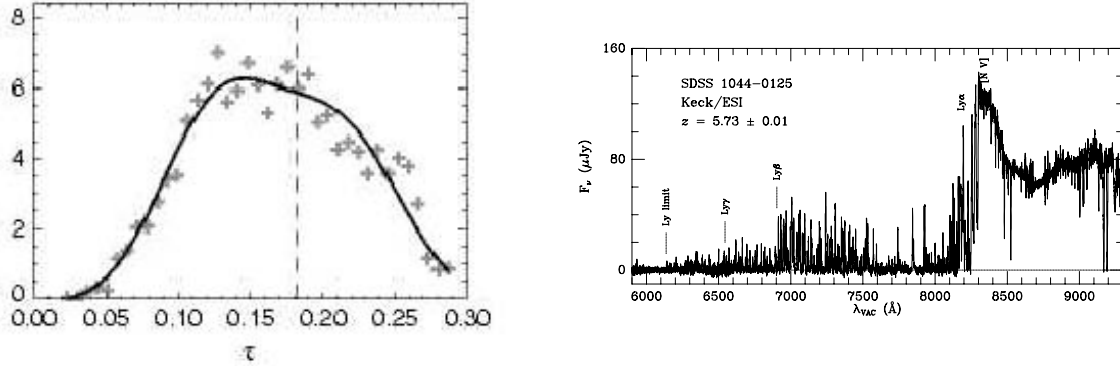 8
6
4
2
0
0.00 0.05 0.10 0.15 0.20 0.25 0.30
τ
160
80
0
F_ν (μJy)
SDSS 1044-0125
Keck/ESI
z = 5.73 ± 0.01
Ly limit
Lyγ
Lyβ
Lyα
[N V]
6000 6500 7000 7500 8000 8500 9000
λ_VAC (Å)